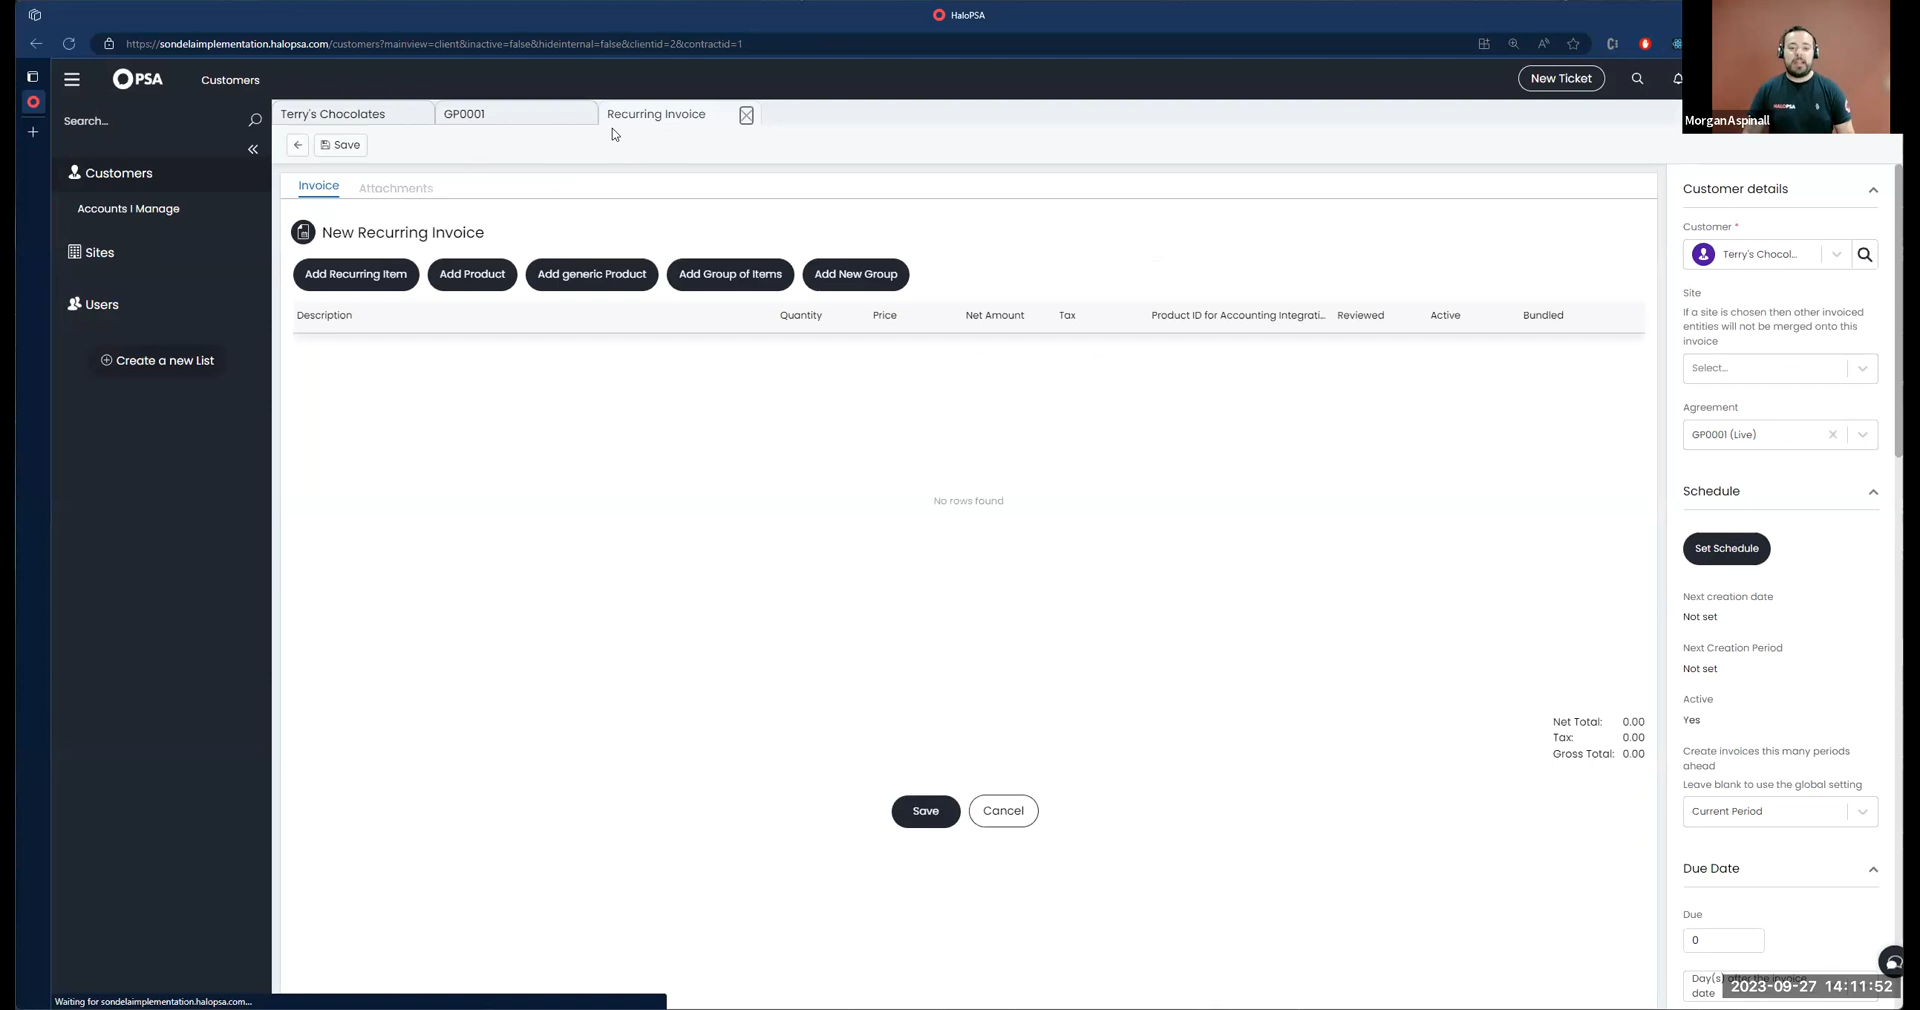 HaloPSA
https://sondelaimplementation.halopsa.com/customers?mainview=client&inactive=false&hideinternal=false&clientid=2&contractid=1
PSA
Customers
New Ticket
HALOPSA
Morgan Aspinall
Search...
Customers
Accounts I Manage
Sites
Users
Create a new List
Terry's Chocolates
GP0001
Recurring Invoice
Save
Invoice
Attachments
New Recurring Invoice
Add Recurring Item
Add Product
Add generic Product
Add Group of Items
Add New Group
Description
Quantity
Price
Net Amount
Tax
Product ID for Accounting Integrati...
Reviewed
Active
Bundled
No rows found
Net Total: 0.00
Tax: 0.00
Gross Total: 0.00
Save
Cancel
Customer details
Customer *
Terry's Chocol...
Site
If a site is chosen then other invoiced
entities will not be merged onto this
invoice
Select...
Agreement
GP0001 (Live)
Schedule
Set Schedule
Next creation date
Not set
Next Creation Period
Not set
Active
Yes
Create invoices this many periods
ahead
Leave blank to use the global setting
Current Period
Due Date
Due
0
Day(s) after the invoice
date
2023-09-27 14:11:52
Waiting for sondelaimplementation.halopsa.com...